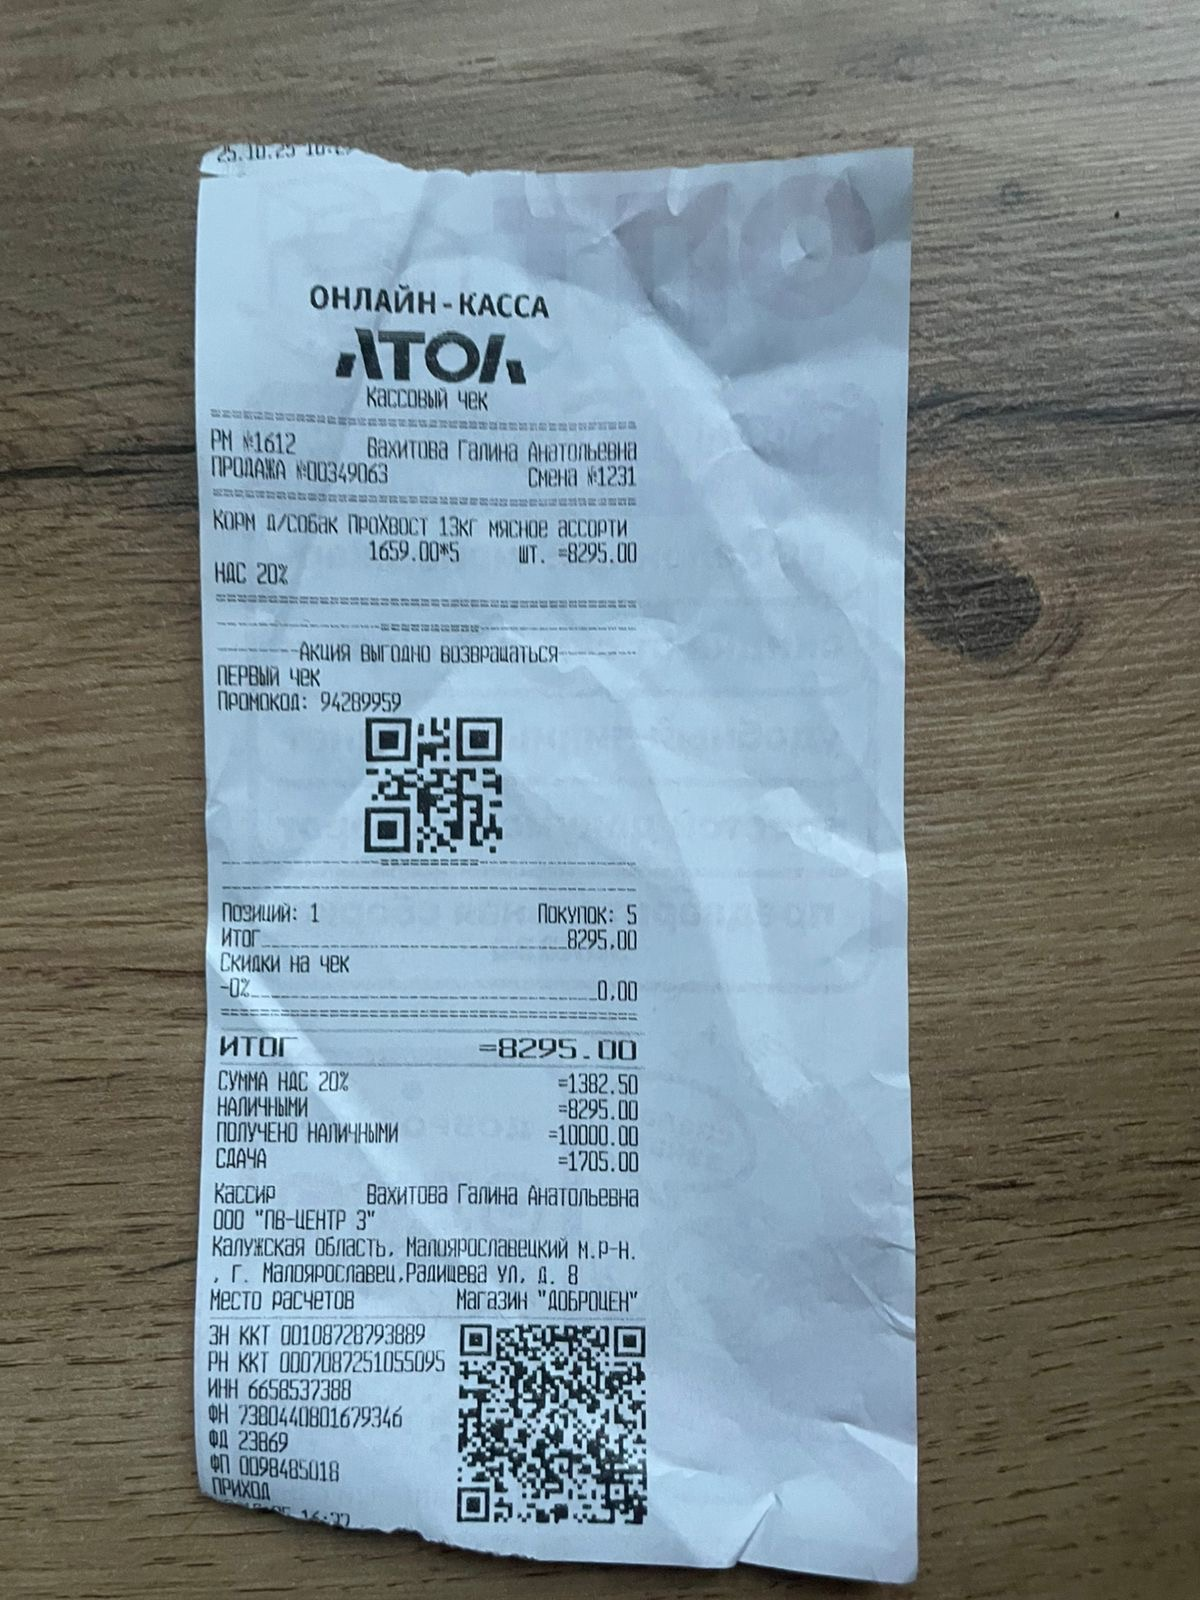 ОНЛАЙН-КАССА
АТОЛ
Кассовый чек
РМ №1612 Вахитова Галина Анатольевна
ПРОДАЖА №00349063 Смена №1231
КОРМ Д/СОБАК ПРОХВОСТ 13КГ МЯСНОЕ АССОРТИ
1659.00*5 ШТ. =8295.00
НДС 20%
Акция выгодно возвращаться
ПЕРВЫЙ ЧЕК
ПРОМОКОД: 94289959
Позиций: 1 Покупок: 5
Итог 8295,00
Скидки на чек
-0% 0,00
ИТОГ =8295.00
СУММА НДС 20% =1382.50
НАЛИЧНЫМИ =8295.00
ПОЛУЧЕНО НАЛИЧНЫМИ =10000.00
СДАЧА =1705.00
Кассир Вахитова Галина Анатольевна
ООО "ПВ-ЦЕНТР 3"
Калужская область, Малоярославецкий м.р-н.
, г. Малоярославец,Радищева ул, д. 8
Место расчетов Магазин "ДОБРОЦЕН"
ЗН ККТ 00108728793889
РН ККТ 0007087251055095
ИНН 6658537388
ФН 7380440801679346
ФД 23869
ФП 0098485018
ПРИХОД